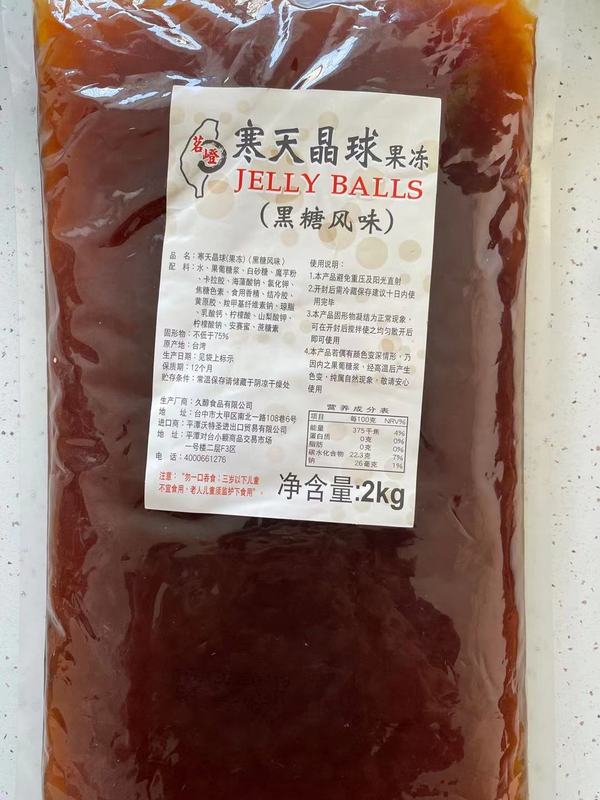 茗橙
寒天晶球果冻
JELLY BALLS
（黑糖风味）
品　名：寒天晶球(果冻)（黑糖风味）
配　料：水、果葡糖浆、白砂糖、魔芋粉
、卡拉胶、海藻酸钠、氯化钾、
焦糖色素、食用香精、结冷胶、
黄原胶、羧甲基纤维素钠、琼脂
、乳酸钙、柠檬酸、山梨酸钾、
柠檬酸钠、安赛蜜、蔗糖素
固形物：不低于75%
原产地：台湾
生产日期：见袋上标示
保质期：12个月
贮存条件：常温保存请储藏于阴凉干燥处
生产厂商：久醇食品有限公司
地　址：台中市大甲区南北一路108巷6号
进口商：平潭沃特圣进出口贸易有限公司
地　址：平潭对台小额商品交易市场
一号楼二层F3区
电　话：4000661276
注意："勿一口吞食；三岁以下儿童
不宜食用，老人儿童须监护下食用"。
使用说明：
1.本产品避免重压及阳光直射
2.开封后需冷藏保存建议十日内使
用完毕
3.本产品因形物凝结为正常现象，
可在开封后搅拌使之均匀散开后
即可使用
4.本产品若偶有颜色变深情形，乃
因内之果葡糖浆，经高温后产生
色变，纯属自然现象，敬请安心
使用
营养成分表
项目　每100克　NRV%
能量　375千焦　4%
蛋白质　0克　0%
脂肪　0克　0%
碳水化合物　22.3克　7%
钠　26毫克　1%
净含量:2kg